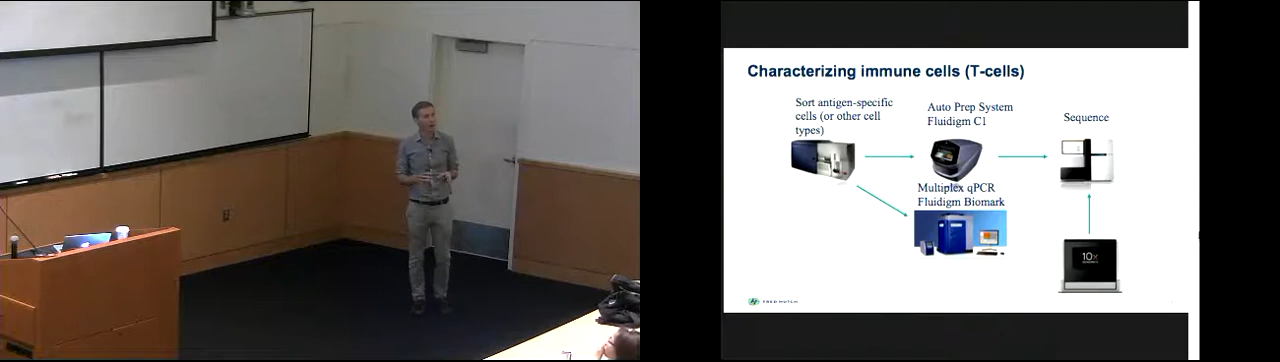 Characterizing immune cells (T-cells)
Sort antigen-specific
cells (or other cell
types)
Auto Prep System
Fluidigm C1
Sequence
Multiplex qPCR
Fluidigm Biomark
10x
FRED HUTCH